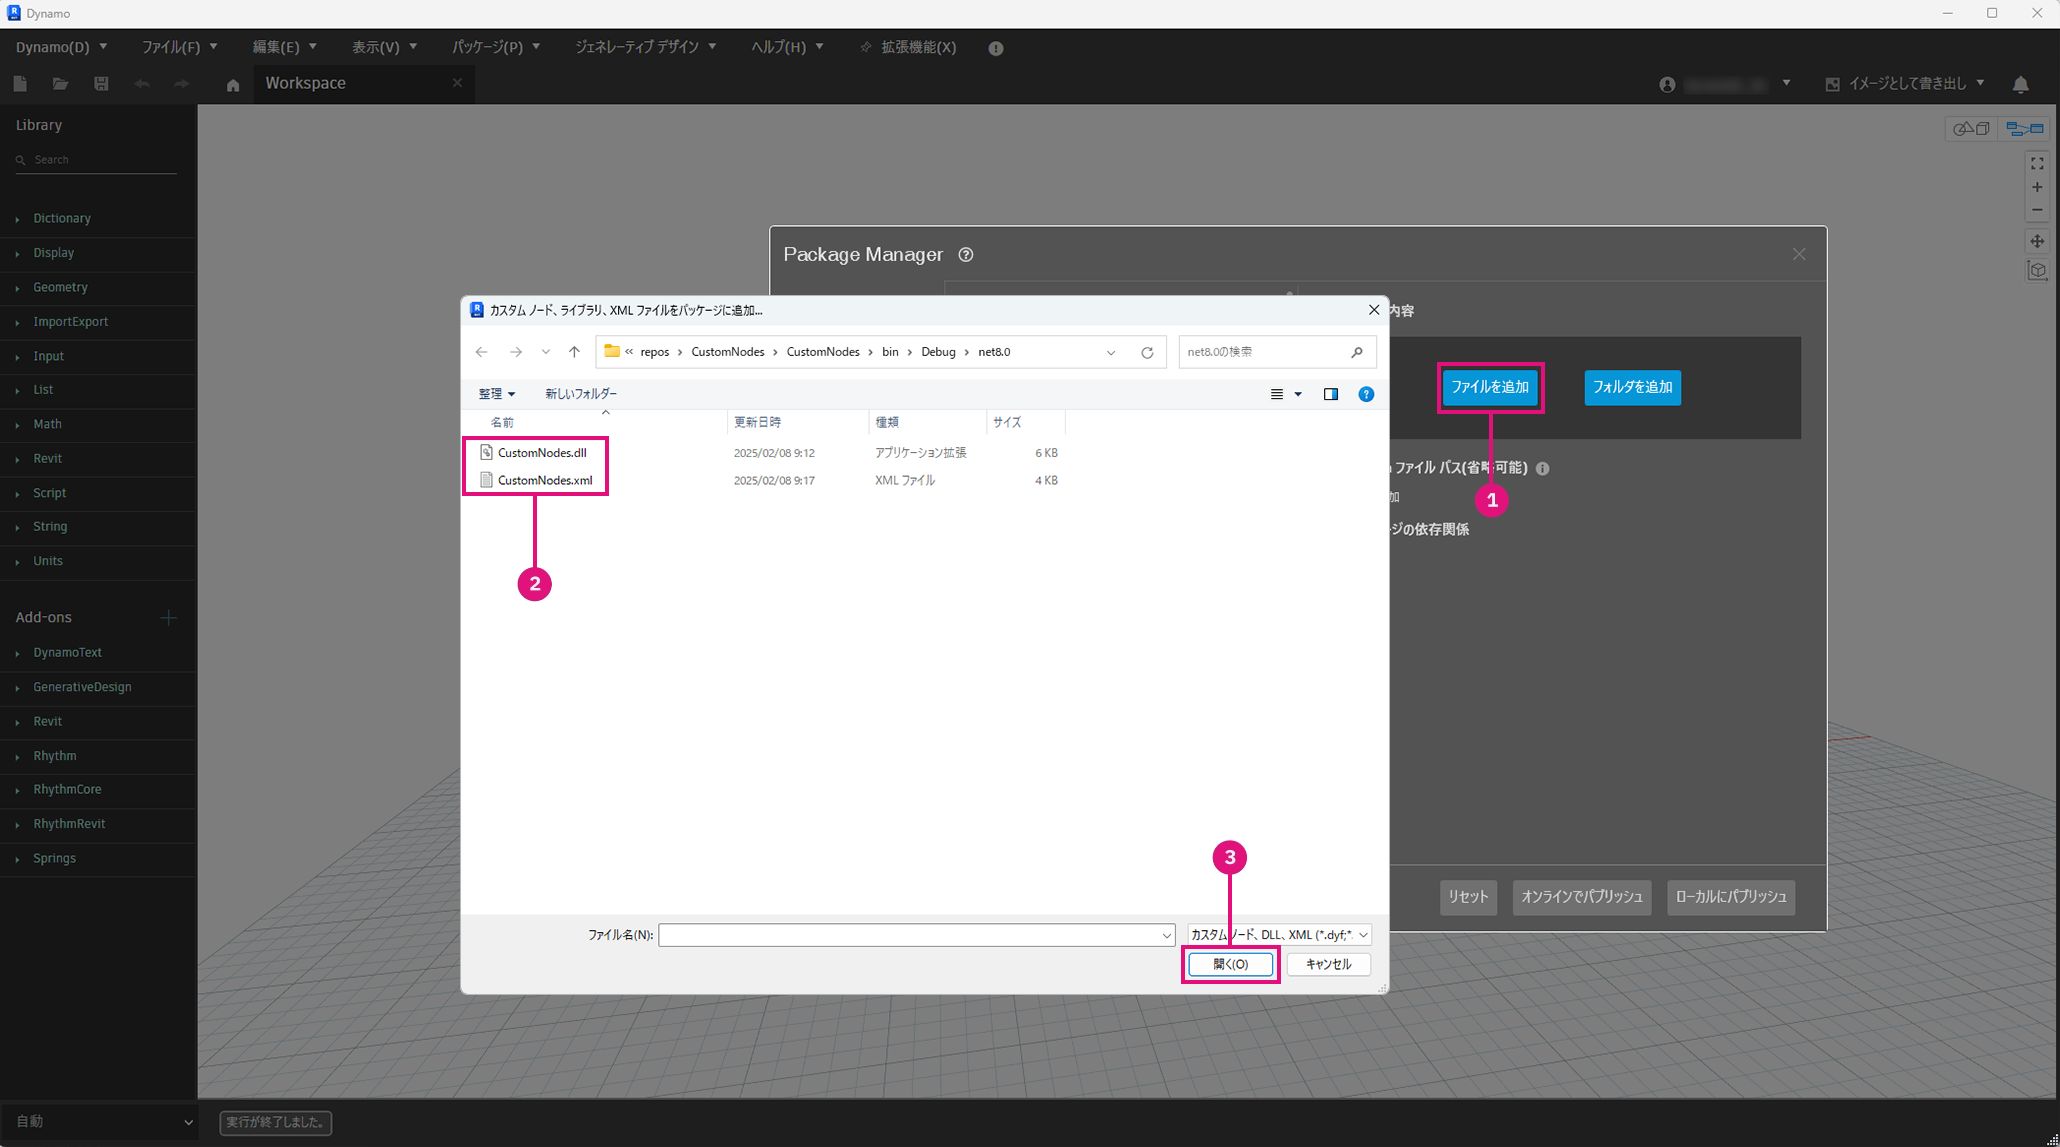 Dynamo
Dynamo(D) ファイル(F) 編集(E) 表示(V) パッケージ(P) ジェネレーティブ デザイン ヘルプ(H) 拡張機能(X)
Workspace
イメージとして書き出し
Library
Search
Dictionary
Display
Geometry
ImportExport
Input
List
Math
Revit
Script
String
Units
Add-ons
DynamoText
GenerativeDesign
Revit
Rhythm
RhythmCore
RhythmRevit
Springs
自動
実行が終了しました。
Package Manager
内容
ファイルを追加
フォルダを追加
ファイル パス(省略可能)
1
加
ジの依存関係
リセット
オンラインでパブリッシュ
ローカルにパブリッシュ
カスタム ノード、ライブラリ、XML ファイルをパッケージに追加...
« repos › CustomNodes › CustomNodes › bin › Debug › net8.0
net8.0の検索
整理
新しいフォルダー
名前 更新日時 種類 サイズ
CustomNodes.dll 2025/02/08 9:12 アプリケーション拡張 6 KB
CustomNodes.xml 2025/02/08 9:17 XML ファイル 4 KB
2
3
ファイル名(N):
カスタム ノード、DLL、XML (*.dyf;*.
開く(O)
キャンセル